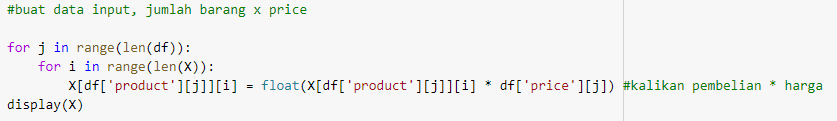 #buat data input, jumlah barang x price
for j in range(len(df)):
    for i in range(len(X)):
        X[df['product'][j]][i] = float(X[df['product'][j]][i] * df['price'][j]) #kalikan pembelian * harga
display(X)